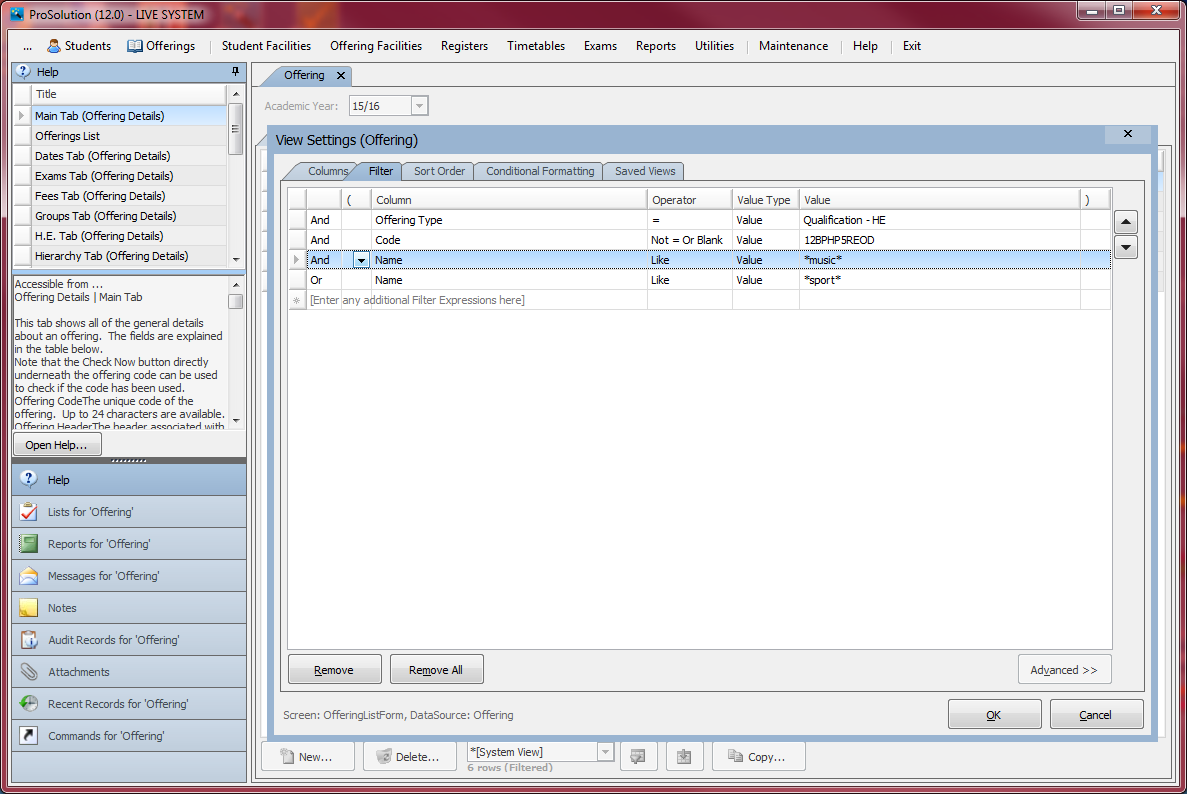 ProSolution (12.0) - LIVE SYSTEM
... Students Offerings Student Facilities Offering Facilities Registers Timetables Exams Reports Utilities Maintenance Help Exit
Help
Title
Main Tab (Offering Details)
Offerings List
Dates Tab (Offering Details)
Exams Tab (Offering Details)
Fees Tab (Offering Details)
Groups Tab (Offering Details)
H.E. Tab (Offering Details)
Hierarchy Tab (Offering Details)
Accessible from ...
Offering Details | Main Tab
This tab shows all of the general details
about an offering. The fields are explained
in the table below.
Note that the Check Now button directly
underneath the offering code can be used
to check if the code has been used.
Offering CodeThe unique code of the
offering. Up to 24 characters are available.
Offering HeaderThe header associated with
Open Help...
Help
Lists for 'Offering'
Reports for 'Offering'
Messages for 'Offering'
Notes
Audit Records for 'Offering'
Attachments
Recent Records for 'Offering'
Commands for 'Offering'
Offering
Academic Year: 15/16
View Settings (Offering)
Columns Filter Sort Order Conditional Formatting Saved Views
( Column Operator Value Type Value )
And Offering Type = Value Qualification - HE
And Code Not = Or Blank Value 12BPHP5REOD
And Name Like Value *music*
Or Name Like Value *sport*
[Enter any additional Filter Expressions here]
Remove Remove All Advanced >>
Screen: OfferingListForm, DataSource: Offering
OK Cancel
New... Delete... *[System View] Copy...
6 rows (Filtered)